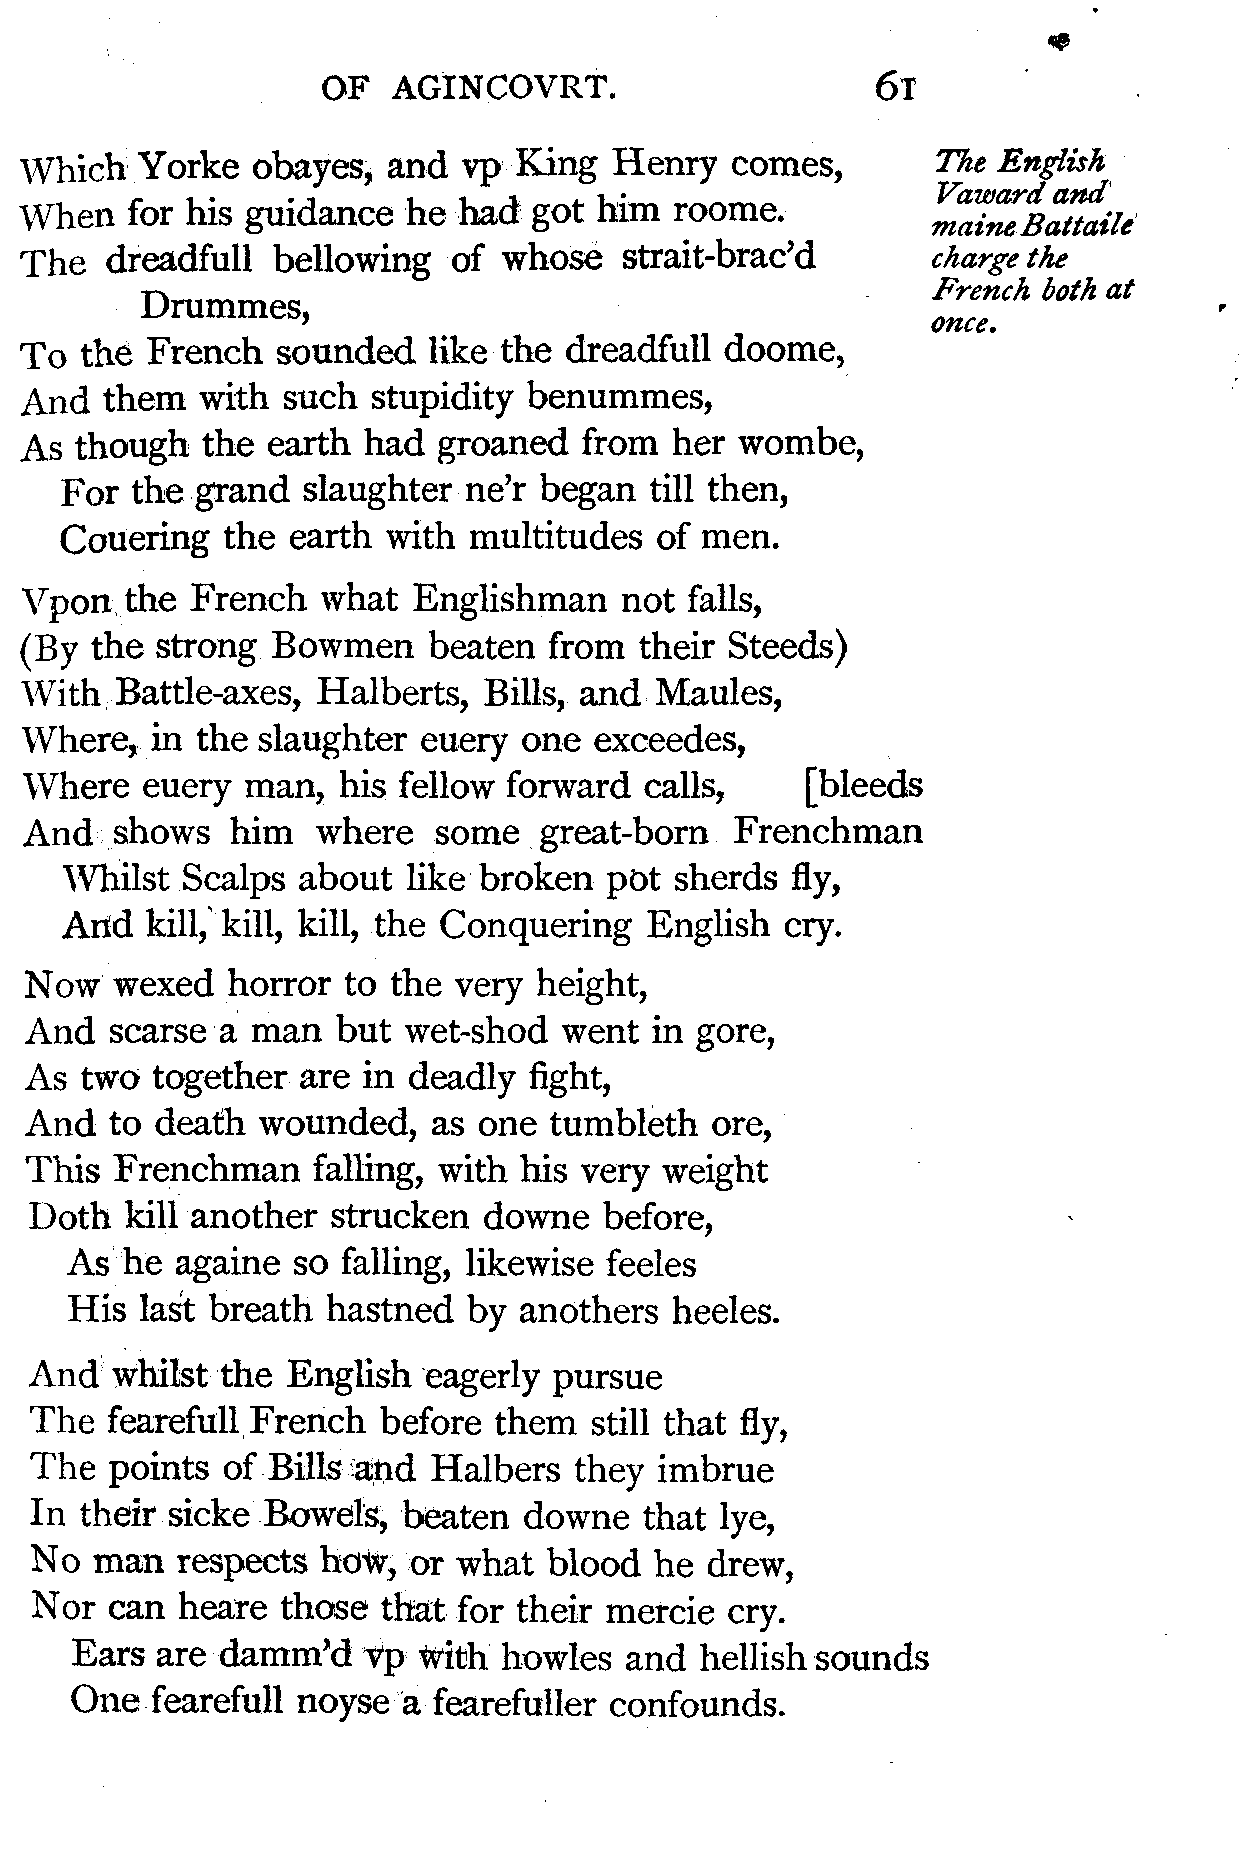 OF AGINCOVRT. 61
Which Yorke obayes, and vp King Henry comes,
When for his guidance he had got him roome.
The dreadfull bellowing of whose strait-brac'd
Drummes,
To the French sounded like the dreadfull doome,
And them with such stupidity benummes,
As though the earth had groaned from her wombe,
For the grand slaughter ne'r began till then,
Couering the earth with multitudes of men.
The English
Vaward and
maine Battaile
charge the
French both at
once.
Vpon the French what Englishman not falls,
(By the strong Bowmen beaten from their Steeds)
With Battle-axes, Halberts, Bills, and Maules,
Where, in the slaughter euery one exceedes,
Where euery man, his fellow forward calls, [bleeds
And shows him where some great-born Frenchman
Whilst Scalps about like broken pot sherds fly,
And kill, kill, kill, the Conquering English cry.
Now wexed horror to the very height,
And scarse a man but wet-shod went in gore,
As two together are in deadly fight,
And to death wounded, as one tumbleth ore,
This Frenchman falling, with his very weight
Doth kill another strucken downe before,
As he againe so falling, likewise feeles
His last breath hastned by anothers heeles.
And whilst the English eagerly pursue
The fearefull French before them still that fly,
The points of Bills and Halbers they imbrue
In their sicke Bowels, beaten downe that lye,
No man respects how, or what blood he drew,
Nor can heare those that for their mercie cry.
Ears are damm'd vp with howles and hellish sounds
One fearefull noyse a fearefuller confounds.